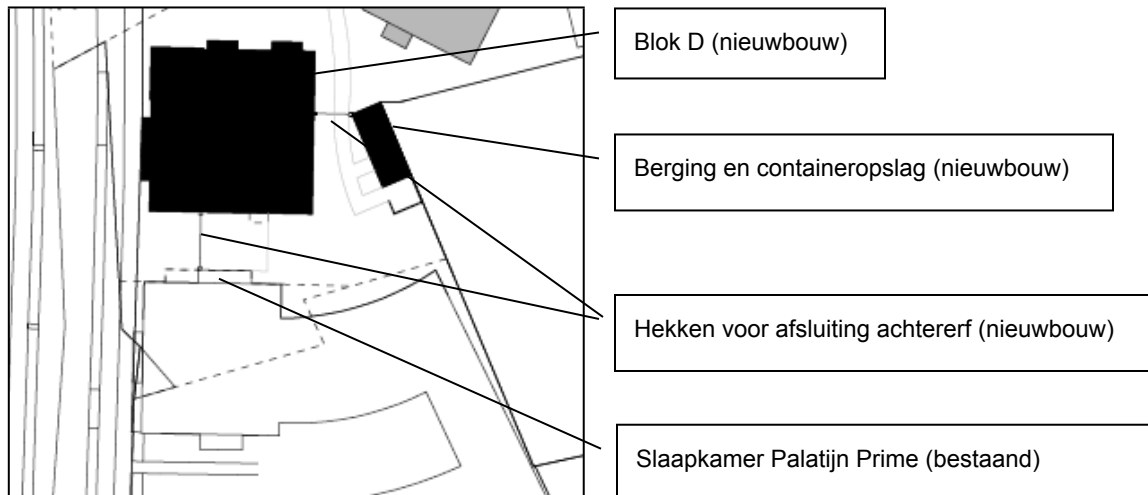 Blok D (nieuwbouw)
Berging en containeropslag (nieuwbouw)
Hekken voor afsluiting achtererf (nieuwbouw)
Slaapkamer Palatijn Prime (bestaand)